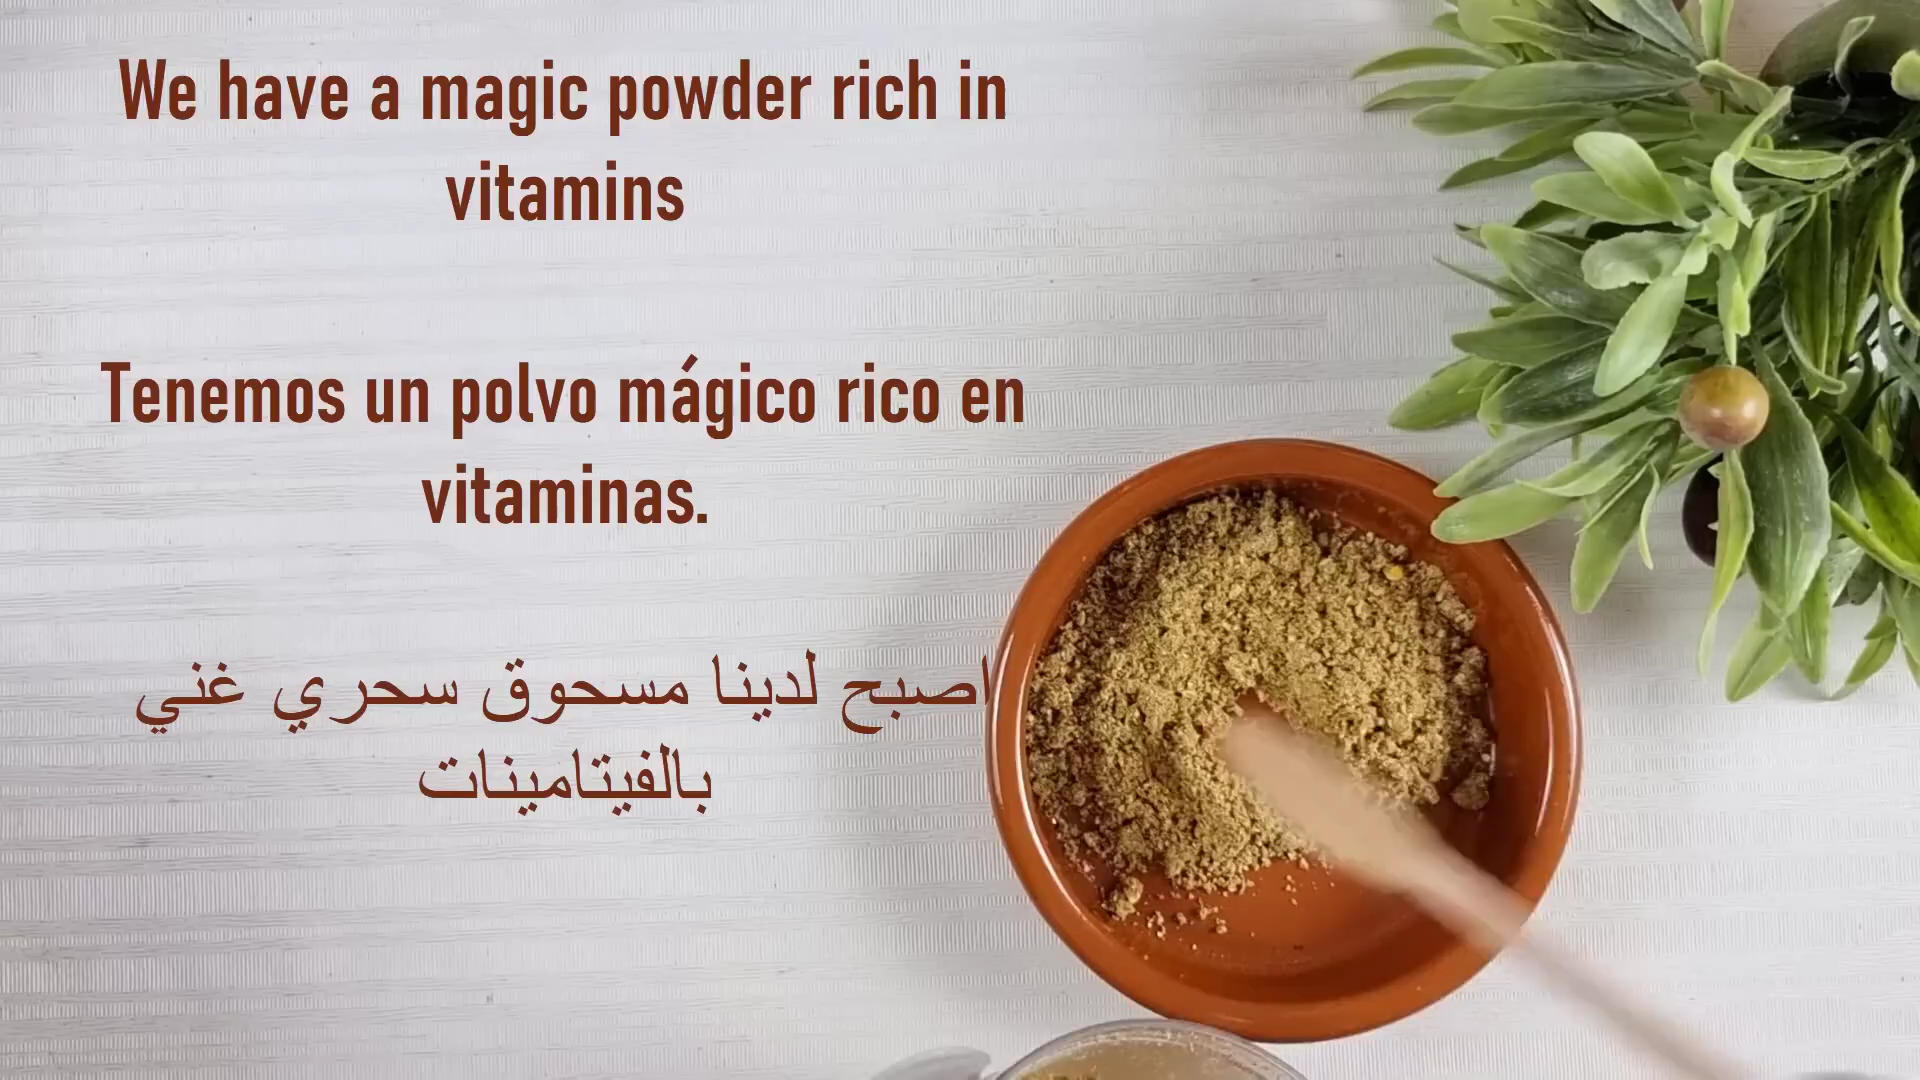 We have a magic powder rich in
vitamins
Tenemos un polvo mágico rico en
vitaminas.
اصبح لدينا مسحوق سحري غني
بالفيتامينات